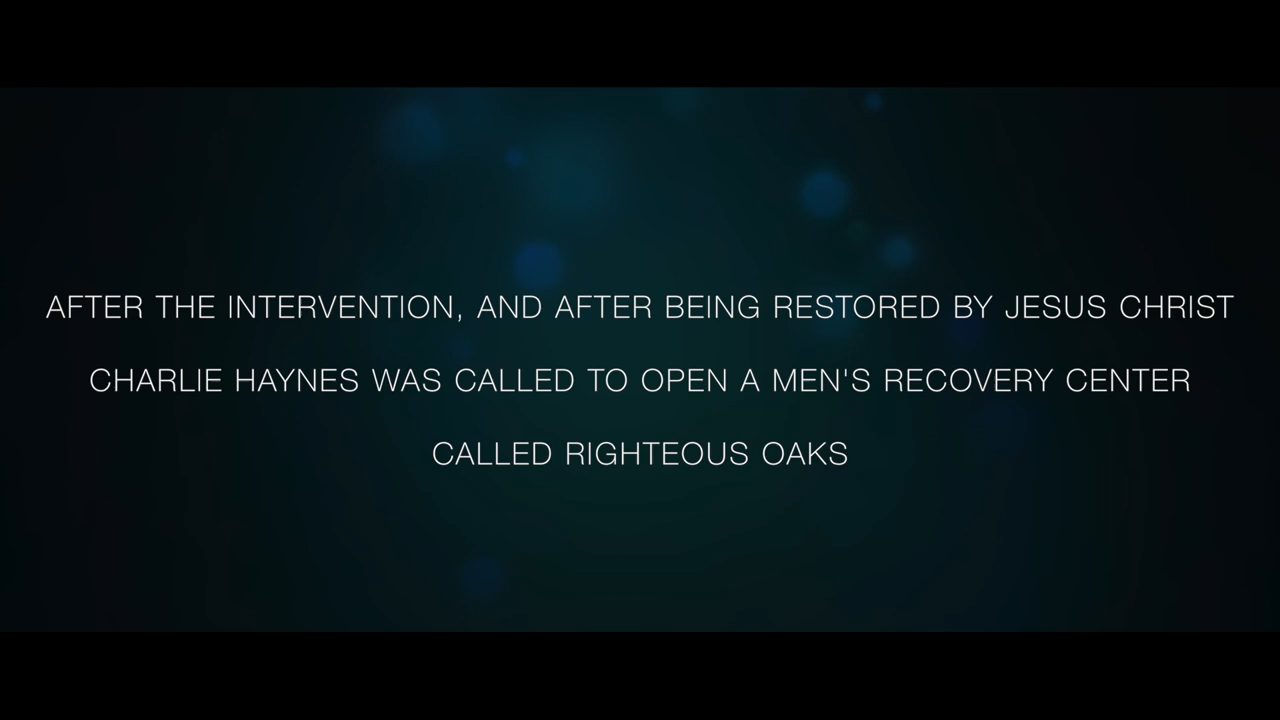 AFTER THE INTERVENTION, AND AFTER BEING RESTORED BY JESUS CHRIST
CHARLIE HAYNES WAS CALLED TO OPEN A MEN'S RECOVERY CENTER
CALLED RIGHTEOUS OAKS